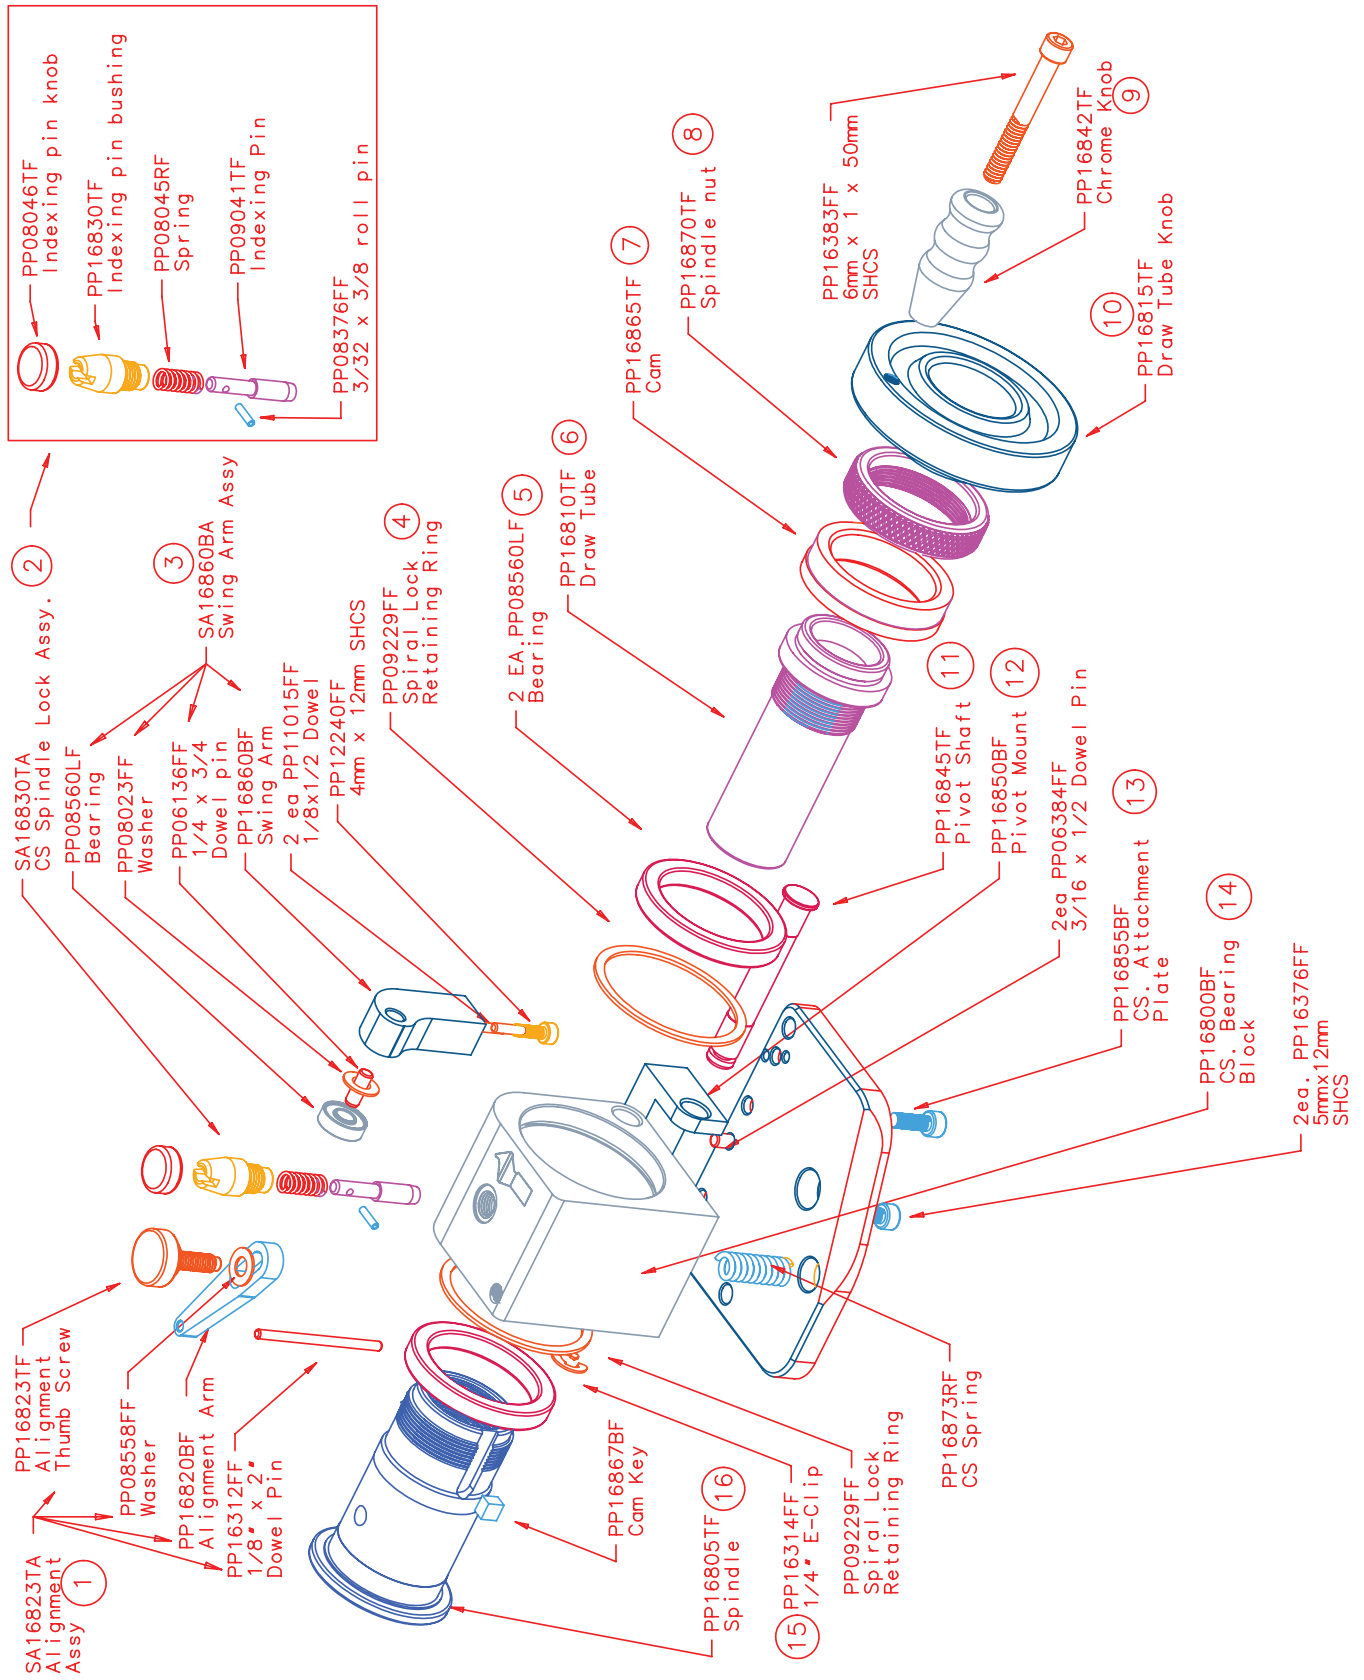 SA16823TA
Alignment
Assy
1
PP16823TF
Alignment
Thumb Screw
PP08558FF
Washer
PP16820BF
Alignment Arm
PP16312FF
1/8" x 2"
Dowel Pin
SA16830TA
CS Spindle Lock Assy.
2
PP08560LF
Bearing
PP08023FF
Washer
PP06136FF
1/4 x 3/4
Dowel pin
PP16860BF
Swing Arm
2 ea PP11015FF
1/8x1/2 Dowel
PP12240FF
4mm x 12mm SHCS
3
SA16860BA
Swing Arm Assy
PP08046TF
Indexing pin knob
PP16830TF
Indexing pin bushing
PP08045RF
Spring
PP09041TF
Indexing Pin
PP08376FF
3/32 x 3/8 roll pin
4
PP09229FF
Spiral Lock
Retaining Ring
5
2 EA.PP08560LF
Bearing
6
PP16810TF
Draw Tube
7
PP16865TF
Cam
8
PP16870TF
Spindle nut
PP16383FF
6mm x 1 x 50mm
SHCS
9
PP16842TF
Chrome Knob
10
PP16815TF
Draw Tube Knob
11
PP16845TF
Pivot Shaft
12
PP16850BF
Pivot Mount
2ea PP06384FF
3/16 x 1/2 Dowel Pin
13
PP16855BF
CS. Attachment
Plate
14
PP16800BF
CS. Bearing
Block
2ea. PP16376FF
5mmx12mm
SHCS
PP16873RF
CS Spring
PP09229FF
Spiral Lock
Retaining Ring
15
PP16314FF
1/4" E-Clip
16
PP16805TF
Spindle
PP16867BF
Cam Key